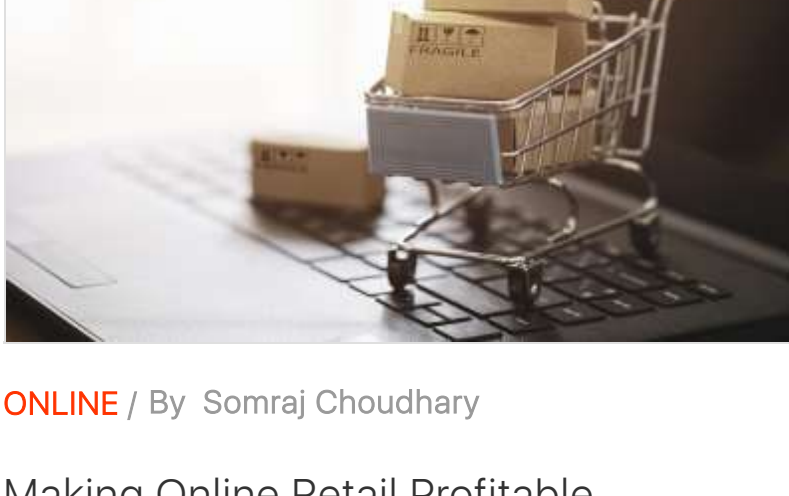 FRAGILE
ONLINE / By Somraj Choudhary
Making Online Retail Profitable